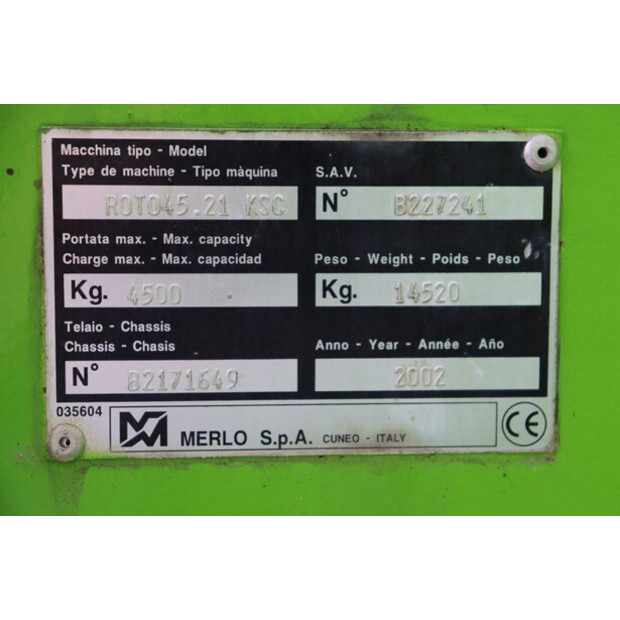 Macchina tipo - Model
Type de machine - Tipo màquina
ROTO45.21 KSC
S.A.V.
N° B227241
Portata max. - Max. capacity
Charge max. - Max. capacidad
Kg. 4500
Peso - Weight - Poids - Peso
Kg. 14520
Telaio - Chassis
Chassis - Chasis
N° B2171649
Anno - Year - Année - Año
2002
035604
MERLO S.p.A. CUNEO - ITALY
CE